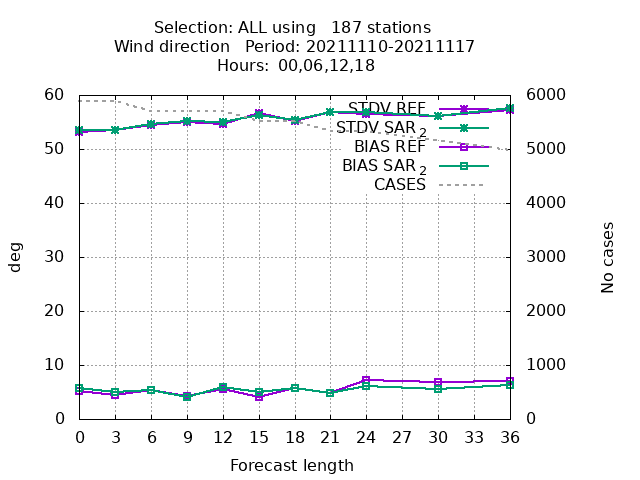 Selection: ALL using   187 stations
Wind direction   Period: 20211110-20211117
Hours: 00,06,12,18
60 6000
STDV REF
STDV SAR 2
50 5000
BIAS REF
BIAS SAR 2
CASES
40 4000
30 3000
deg
No cases
20 2000
10 1000
0 0
0 3 6 9 12 15 18 21 24 27 30 33 36
Forecast length